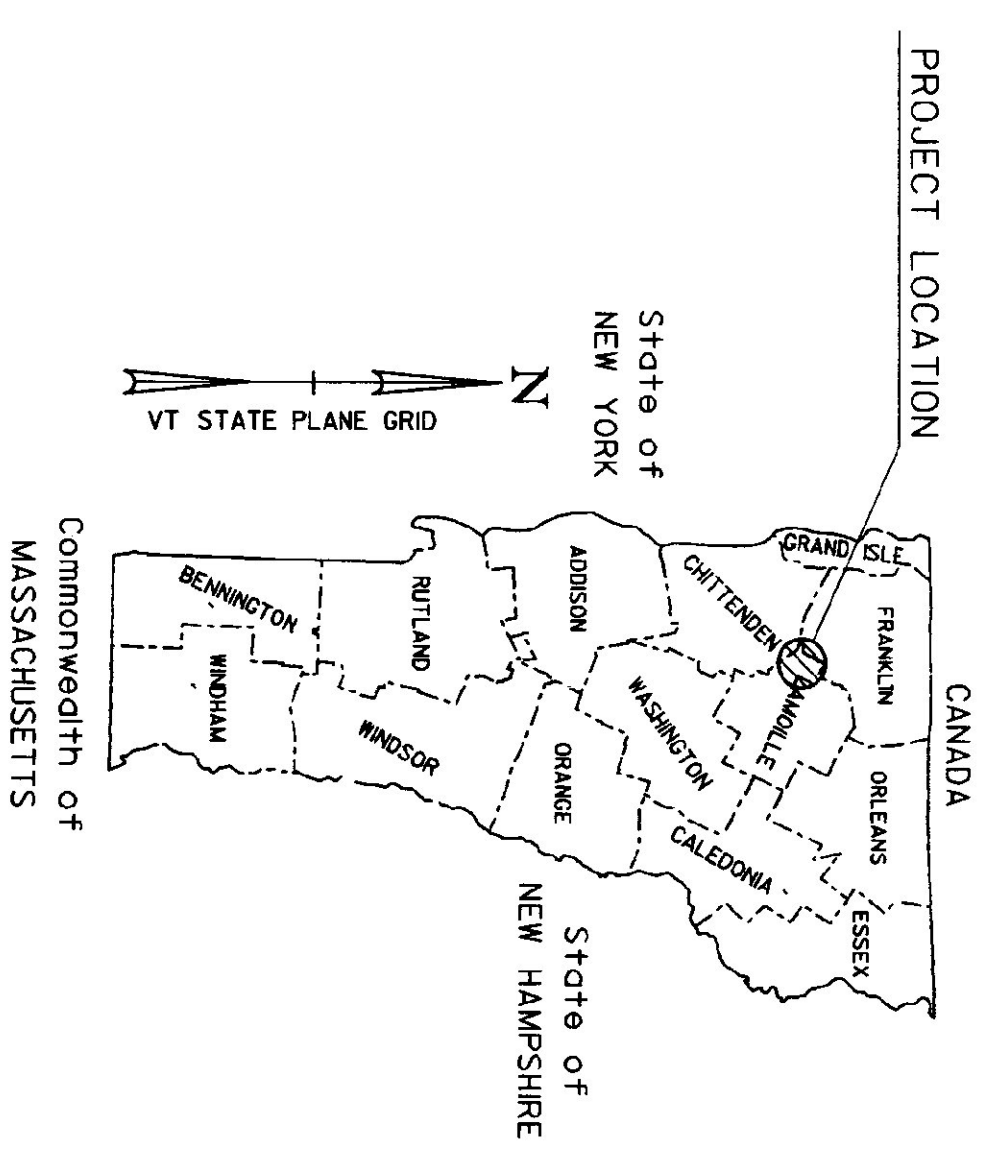 PROJECT LOCATION
CANADA
State of
NEW YORK
N
VT STATE PLANE GRID
GRAND ISLE
FRANKLIN
ORLEANS
ESSEX
CHITTENDEN
LAMOILLE
CALEDONIA
WASHINGTON
ADDISON
ORANGE
RUTLAND
WINDSOR
BENNINGTON
WINDHAM
State of
NEW HAMPSHIRE
Commonwealth of
MASSACHUSETTS